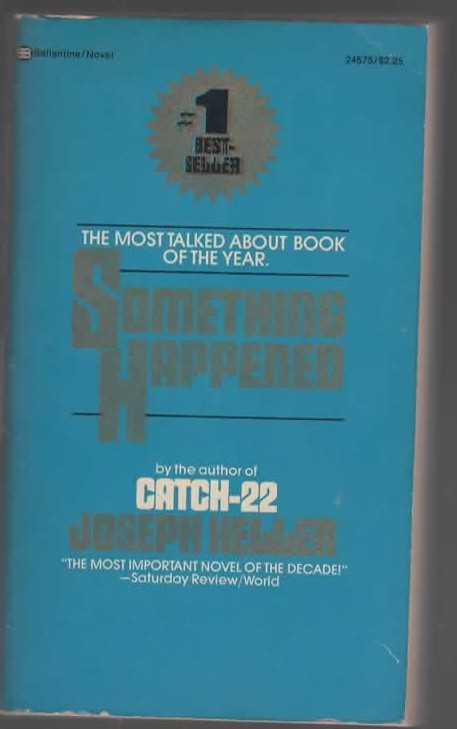 Ballantine/Novel
24575/$2.25
#1
BEST-
SELLER
THE MOST TALKED ABOUT BOOK
OF THE YEAR.
SOMETHING
HAPPENED
by the author of
CATCH-22
JOSEPH HELLER
"THE MOST IMPORTANT NOVEL OF THE DECADE!"
—Saturday Review/World